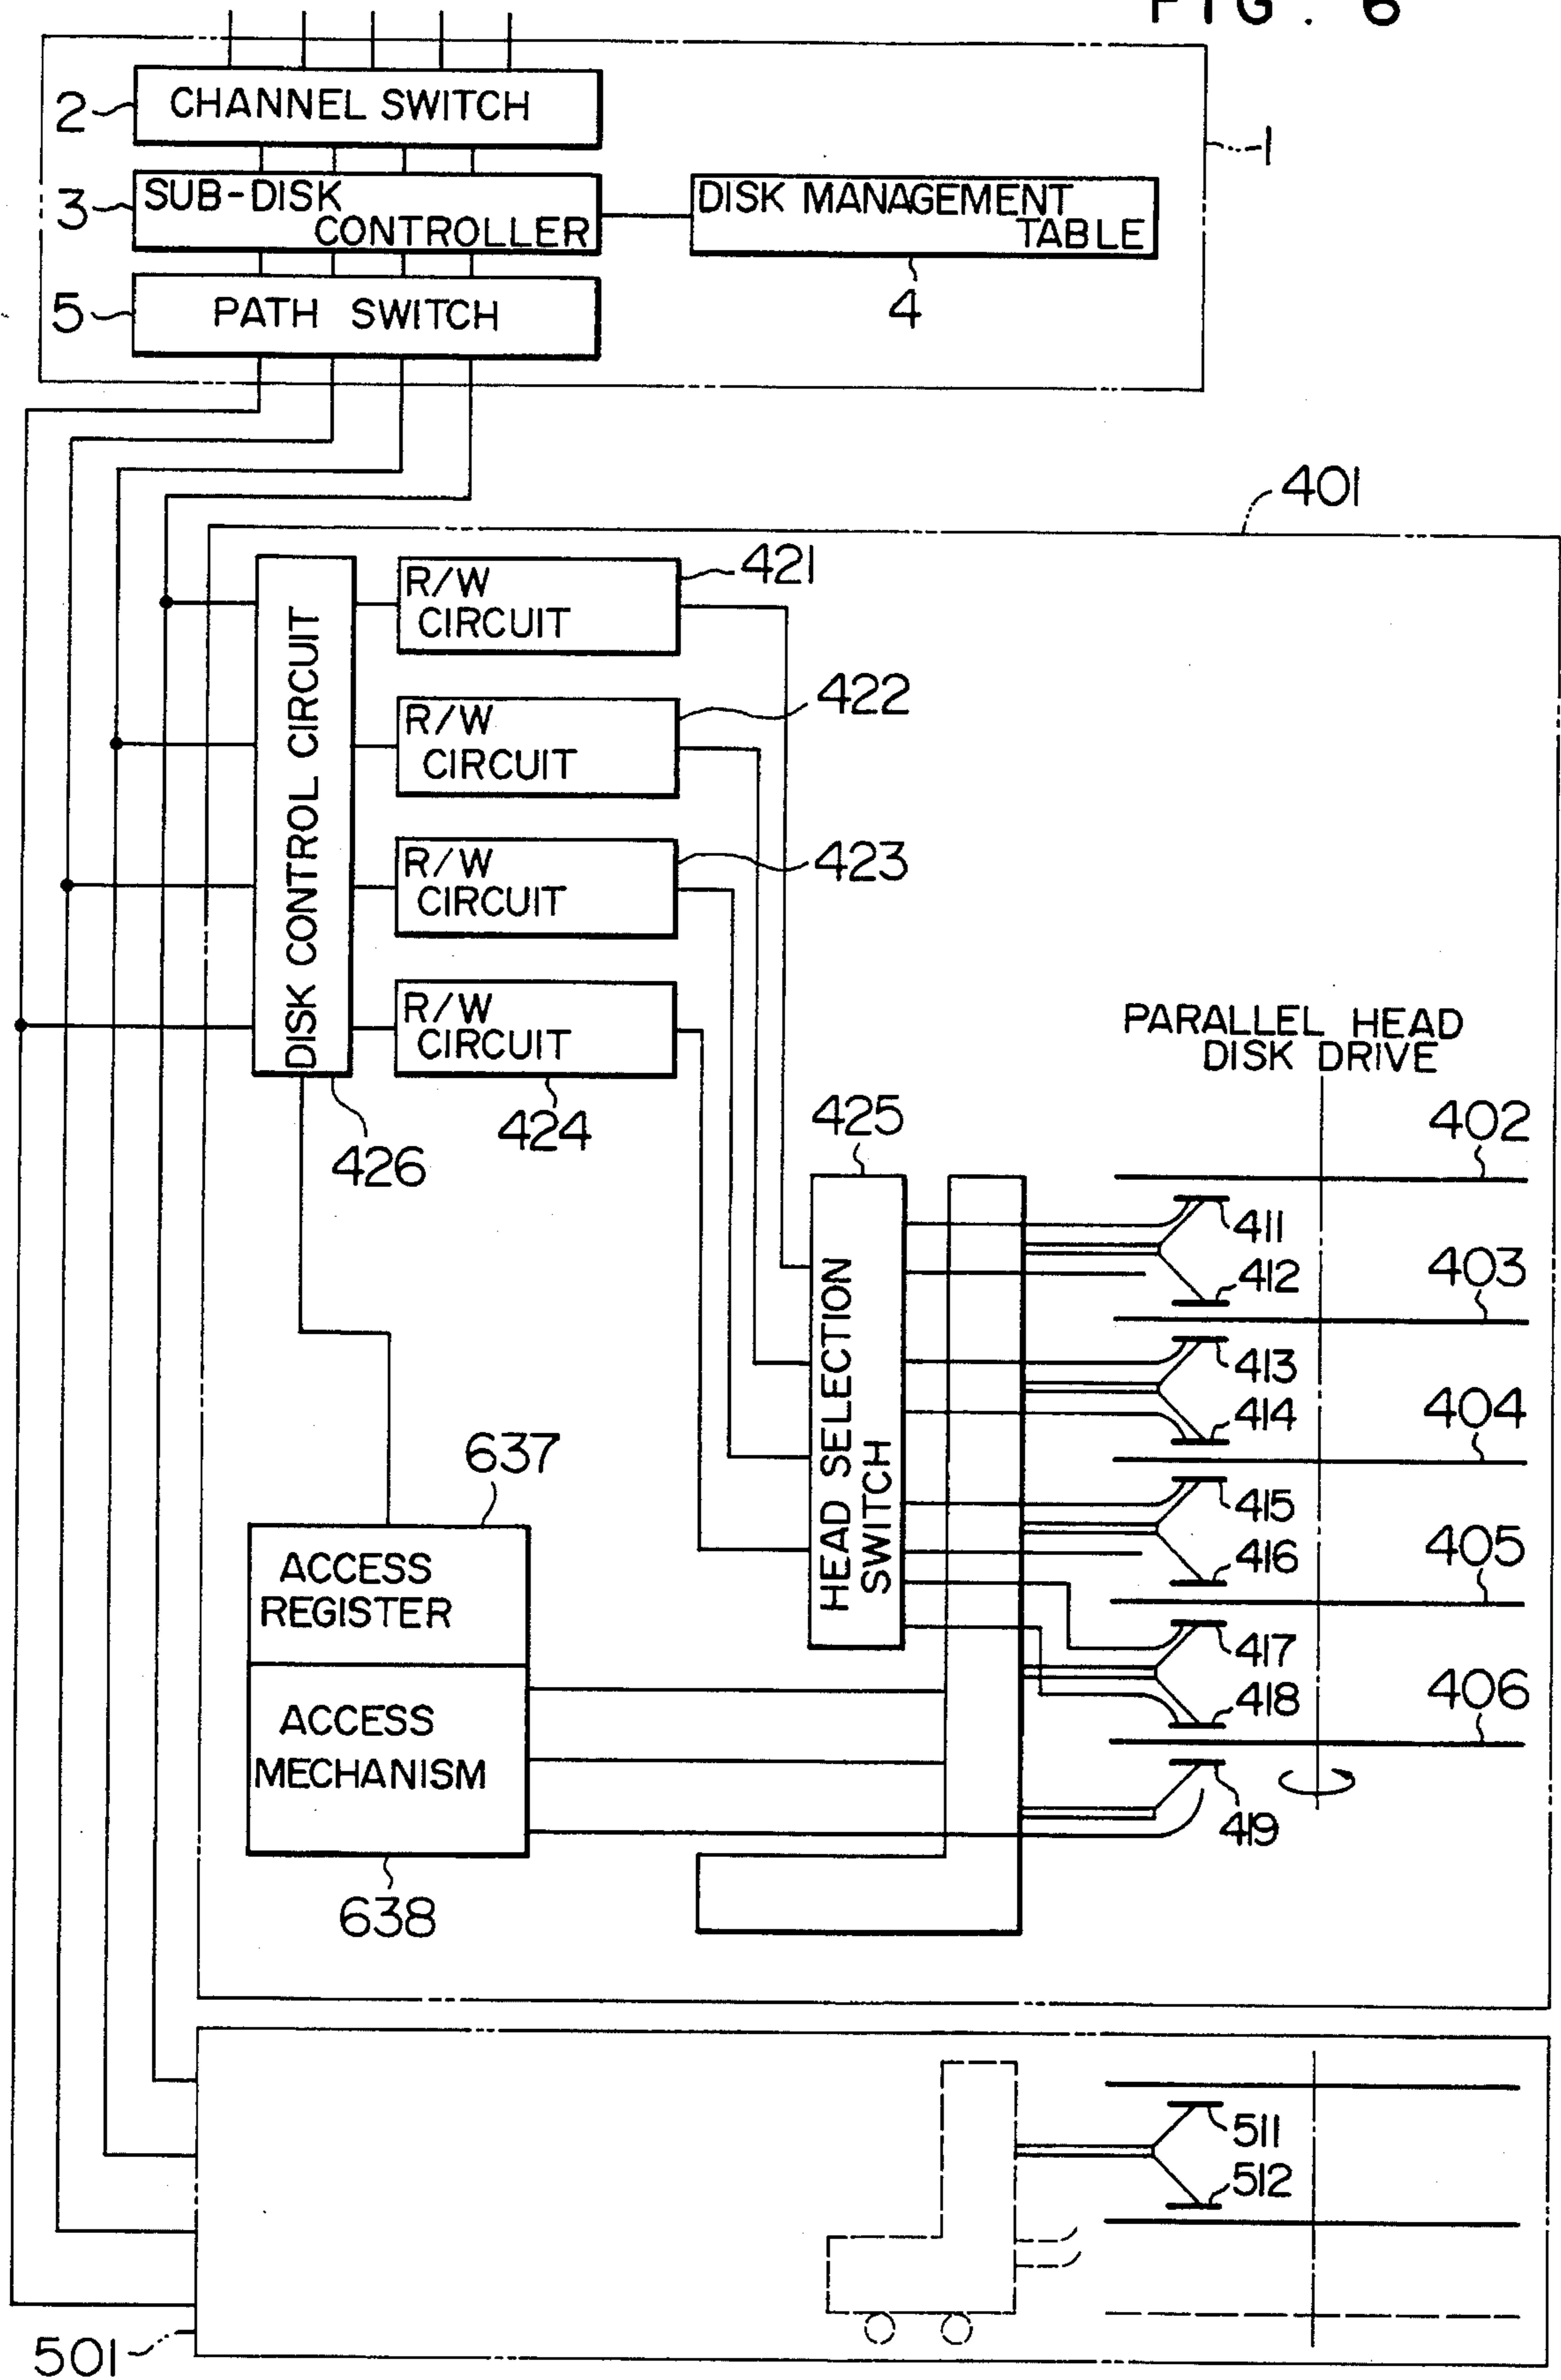 FIG. 6
CHANNEL SWITCH
2
1
SUB-DISK
CONTROLLER
3
DISK MANAGEMENT
TABLE
4
PATH SWITCH
5
401
DISK CONTROL CIRCUIT
R/W
CIRCUIT
421
R/W
CIRCUIT
422
R/W
CIRCUIT
423
R/W
CIRCUIT
424
426
PARALLEL HEAD
DISK DRIVE
425
HEAD SELECTION
SWITCH
402
411
412
403
413
414
404
415
416
405
417
418
406
419
637
ACCESS
REGISTER
ACCESS
MECHANISM
638
511
512
501